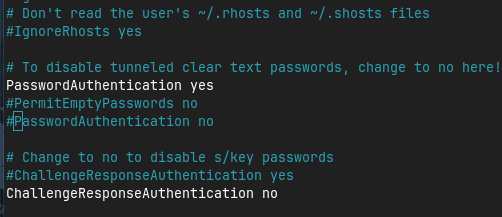 # Don't read the user's ~/.rhosts and ~/.shosts files
#IgnoreRhosts yes
# To disable tunneled clear text passwords, change to no here!
PasswordAuthentication yes
#PermitEmptyPasswords no
#PasswordAuthentication no
# Change to no to disable s/key passwords
#ChallengeResponseAuthentication yes
ChallengeResponseAuthentication no